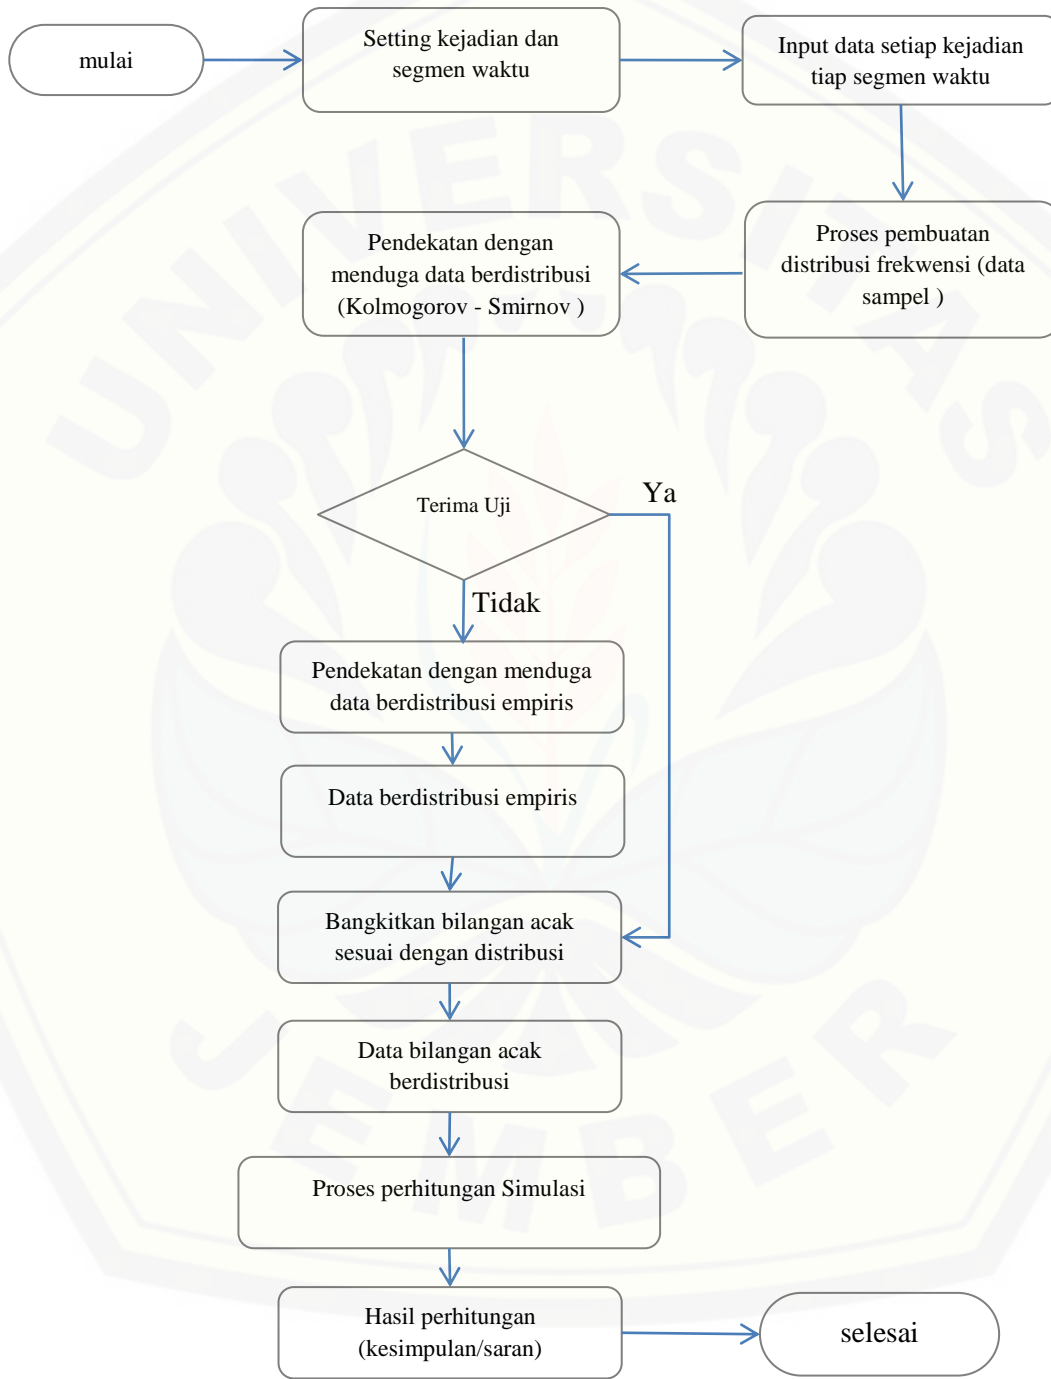 mulai
Setting kejadian dan
segmen waktu
Input data setiap kejadian
tiap segmen waktu
Proses pembuatan
distribusi frekwensi (data
sampel )
Pendekatan dengan
menduga data berdistribusi
(Kolmogorov - Smirnov )
Terima Uji
Ya
Tidak
Pendekatan dengan menduga
data berdistribusi empiris
Data berdistribusi empiris
Bangkitkan bilangan acak
sesuai dengan distribusi
Data bilangan acak
berdistribusi
Proses perhitungan Simulasi
Hasil perhitungan
(kesimpulan/saran)
selesai
UNIVERSITAS
JEMBER